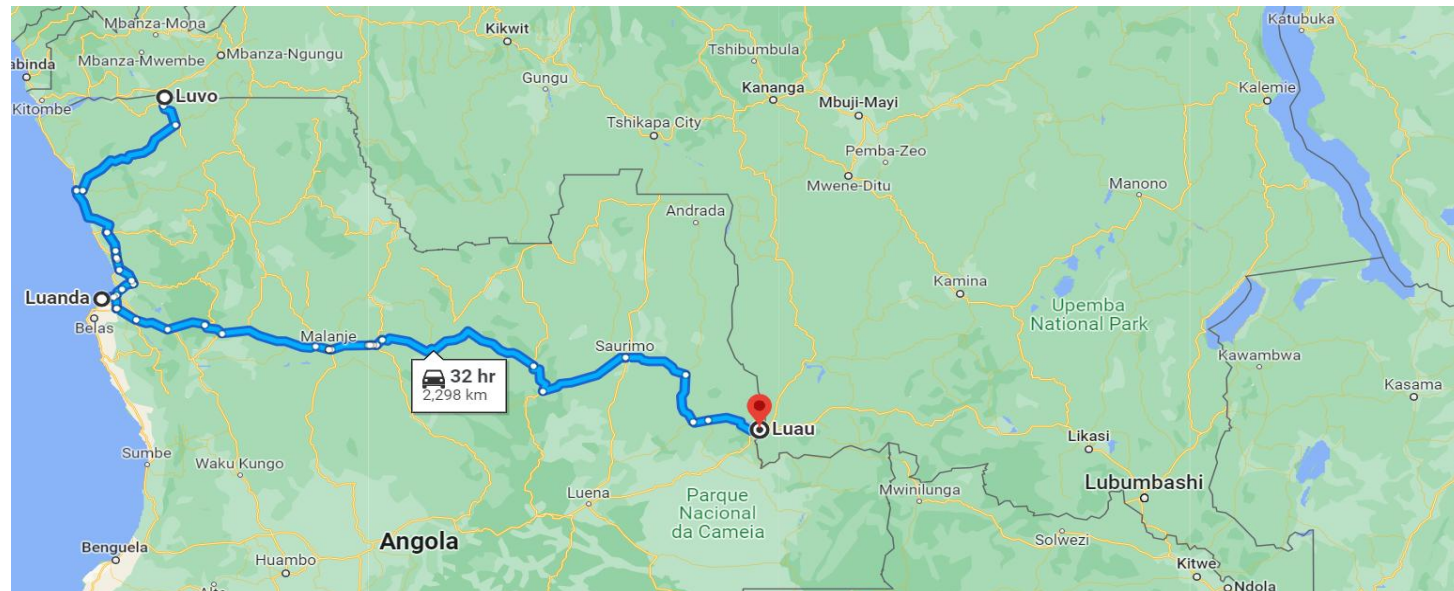 Mbanza-Mona
Kikwit
Katubuka
Mbanza-Mwembe
Mbanza-Ngungu
Tshibumbula
abinda
Gungu
Kananga
Kalemie
Kitombe
Luvo
Mbuji-Mayi
Tshikapa City
Pemba-Zeo
Mwene-Ditu
Manono
Andrada
Kamina
Luanda
Upemba
National Park
Belas
Malanje
Saurimo
Kawambwa
32 hr
2,298 km
Kasama
Luau
Likasi
Sumbe
Waku Kungo
Lubumbashi
Luena
Parque
Nacional
da Cameia
Mwinilunga
Angola
Solwezi
Benguela
Huambo
Kitwe
Ndola